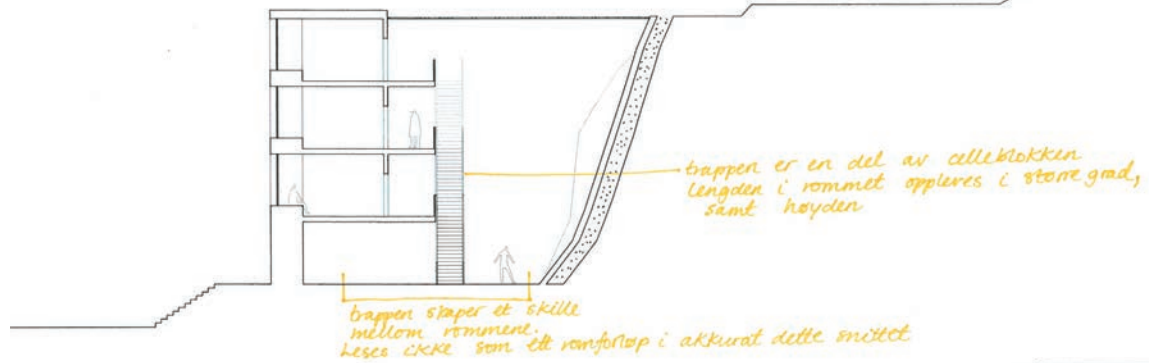 trappen er en del av celleblokken
lengden i rommet oppleves i større grad,
samt høyden
trappen skaper et skille
mellom rommene.
Leses ikke som ett romforløp i akkurat dette snittet